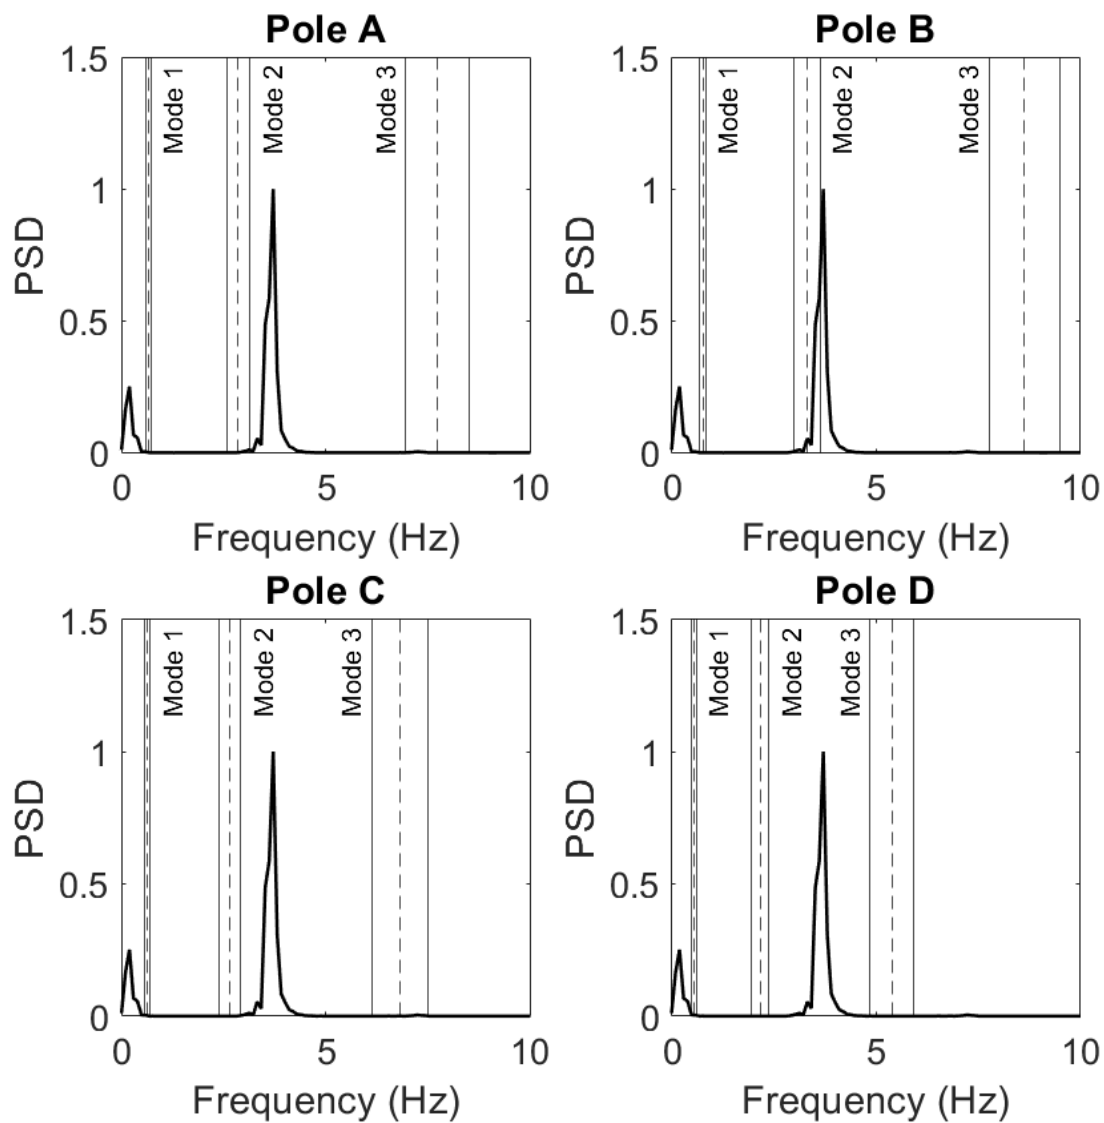 Pole A
1.5
1
0.5
0
PSD
Mode 1
Mode 2
Mode 3
0 5 10
Frequency (Hz)
Pole B
1.5
1
0.5
0
PSD
Mode 1
Mode 2
Mode 3
0 5 10
Frequency (Hz)
Pole C
1.5
1
0.5
0
PSD
Mode 1
Mode 2
Mode 3
0 5 10
Frequency (Hz)
Pole D
1.5
1
0.5
0
PSD
Mode 1
Mode 2
Mode 3
0 5 10
Frequency (Hz)